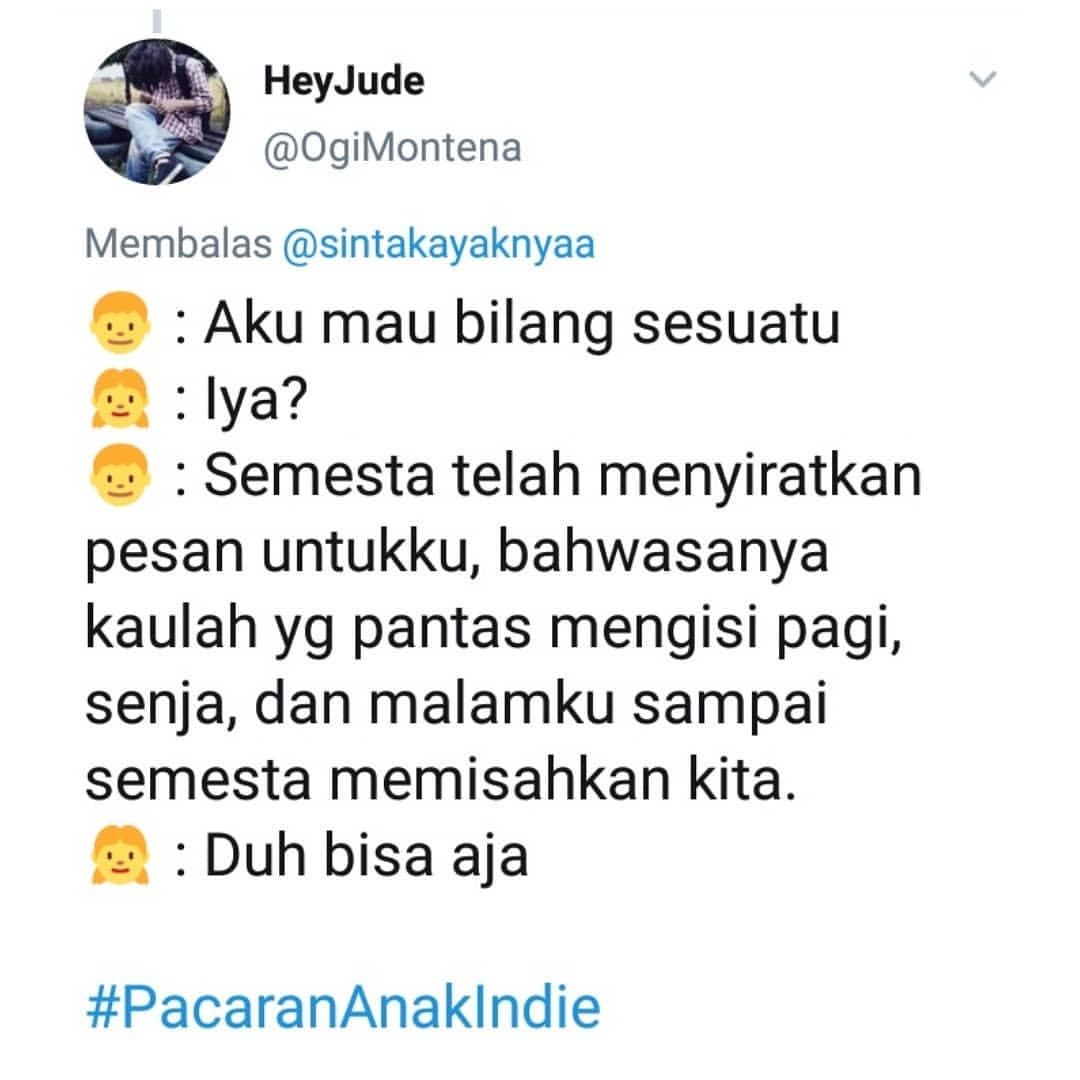 HeyJude
@OgiMontena
Membalas @sintakayaknyaa
👦 : Aku mau bilang sesuatu
👧 : Iya?
👦 : Semesta telah menyiratkan
pesan untukku, bahwasanya
kaulah yg pantas mengisi pagi,
senja, dan malamku sampai
semesta memisahkan kita.
👧 : Duh bisa aja
#PacaranAnakIndie